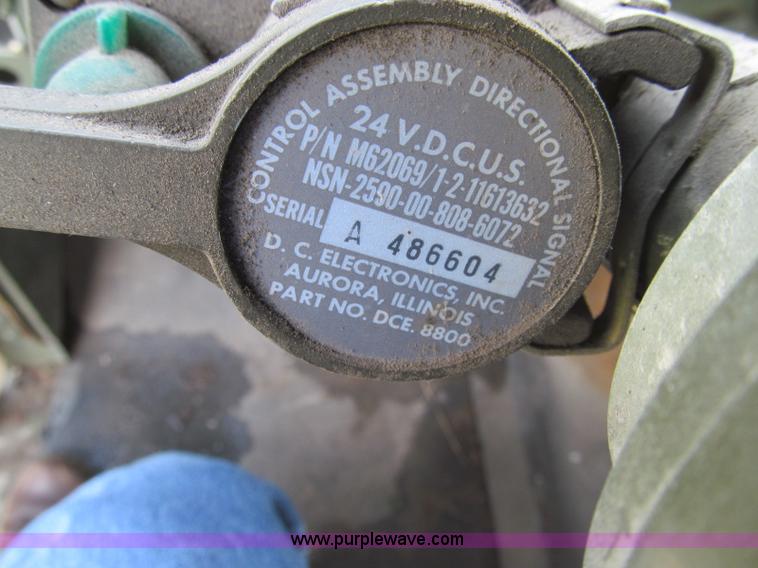 CONTROL ASSEMBLY DIRECTIONAL SIGNAL
24 V.D.C.U.S.
P/N M62069/1-2-11613632
NSN-2590-00-808-6072
SERIAL A 486604
D. C. ELECTRONICS, INC.
AURORA, ILLINOIS
PART NO. DCE. 8800
www.purplewave.com